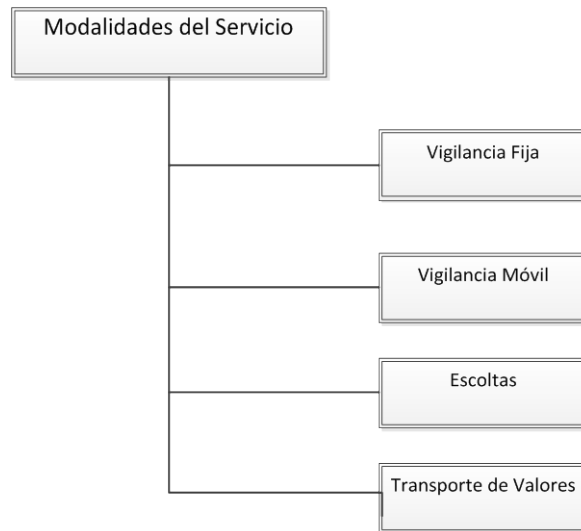 Modalidades del Servicio
Vigilancia Fija
Vigilancia Móvil
Escoltas
Transporte de Valores